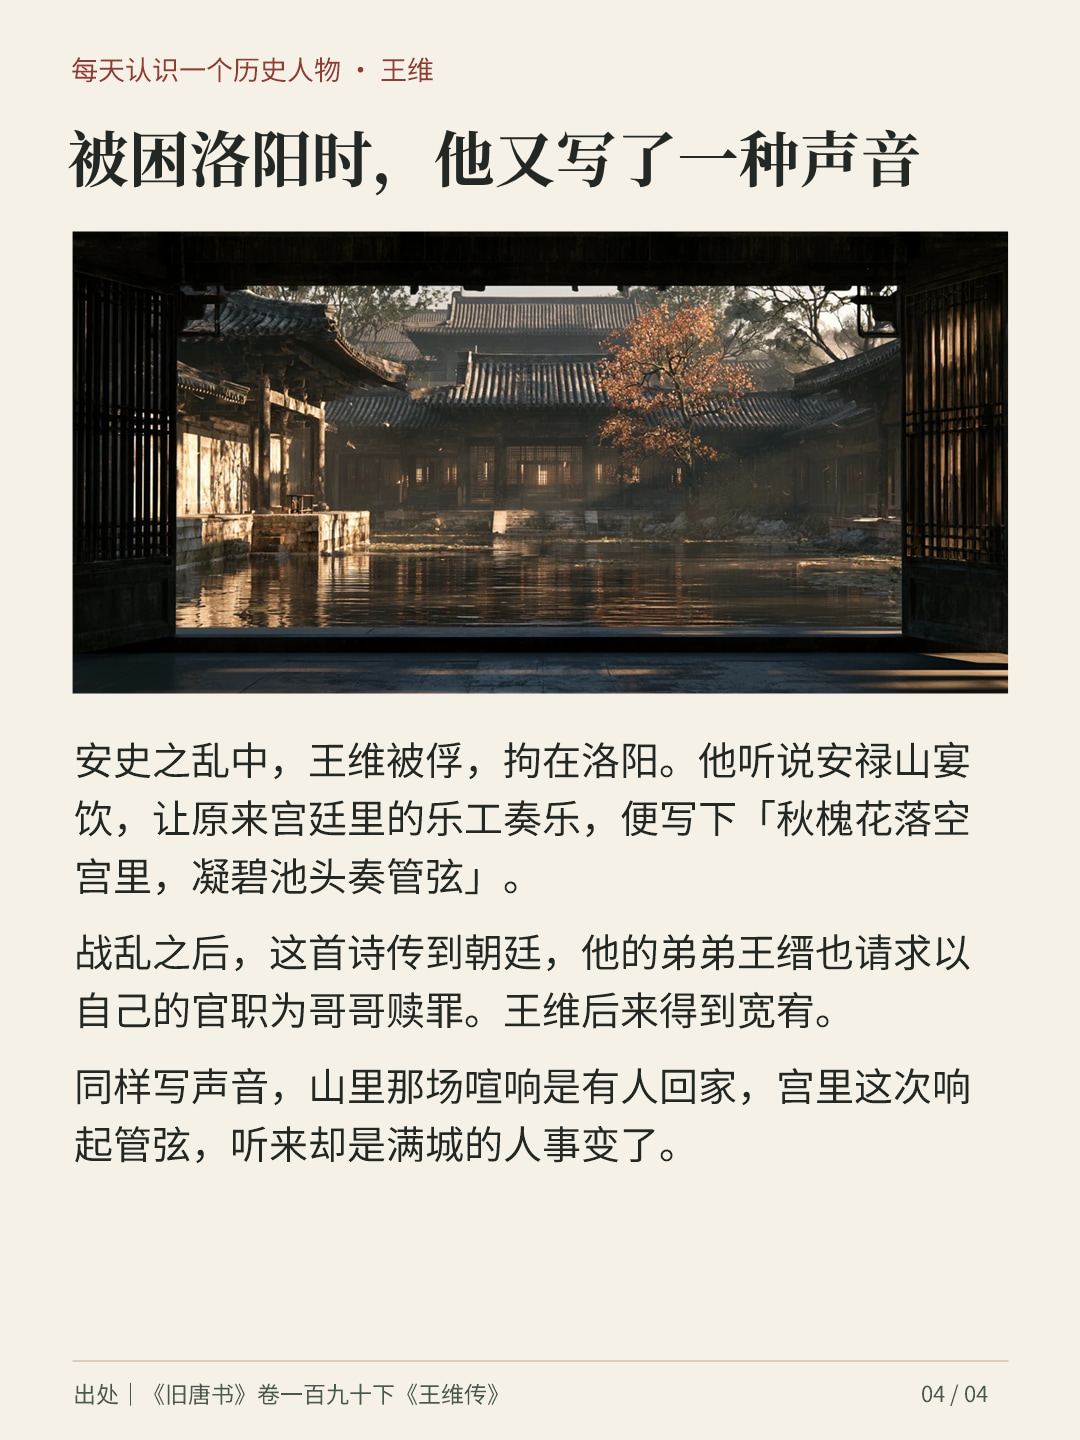 每天认识一个历史人物 · 王维
被困洛阳时，他又写了一种声音
安史之乱中，王维被俘，拘在洛阳。他听说安禄山宴
饮，让原来宫廷里的乐工奏乐，便写下「秋槐花落空
宫里，凝碧池头奏管弦」。
战乱之后，这首诗传到朝廷，他的弟弟王缙也请求以
自己的官职为哥哥赎罪。王维后来得到宽宥。
同样写声音，山里那场喧响是有人回家，宫里这次响
起管弦，听来却是满城的人事变了。
出处｜《旧唐书》卷一百九十下《王维传》
04 / 04